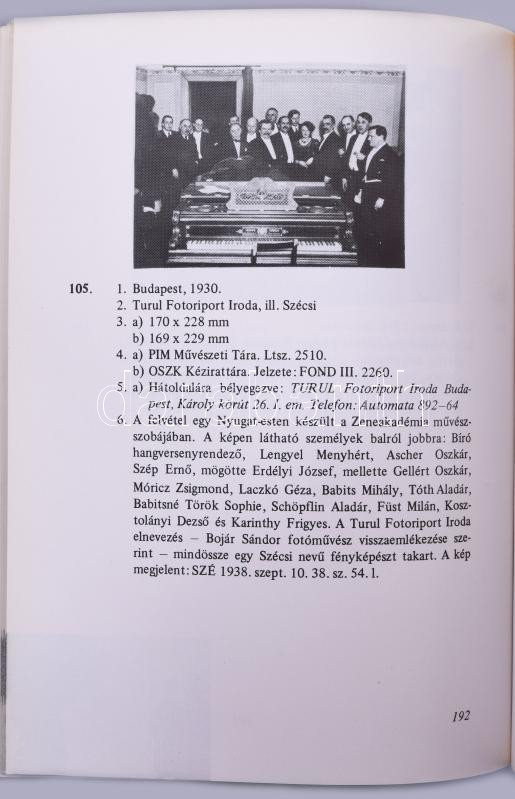 105. 1. Budapest, 1930.
2. Turul Fotoriport Iroda, ill. Szécsi
3. a) 170 x 228 mm
b) 169 x 229 mm
4. a) PIM Művészeti Tára. Ltsz. 2510.
b) OSZK Kézirattára. Jelzete: FOND III. 2260.
5. a) Hátoldalára bélyegezve: TURUL Fotoriport Iroda Buda-
pest, Károly körút 26. I. em. Telefon: Automata 892–64
6. A felvétel egy Nyugat-esten készült a Zeneakadémia művész-
szobájában. A képen látható személyek balról jobbra: Bíró
hangversenyrendező, Lengyel Menyhért, Ascher Oszkár,
Szép Ernő, mögötte Erdélyi József, mellette Gellért Oszkár,
Móricz Zsigmond, Laczkó Géza, Babits Mihály, Tóth Aladár,
Babitsné Török Sophie, Schöpflin Aladár, Füst Milán, Kosz-
tolányi Dezső és Karinthy Frigyes. A Turul Fotoriport Iroda
elnevezés – Bojár Sándor fotóművész visszaemlékezése sze-
rint – mindössze egy Szécsi nevű fényképészt takart. A kép
megjelent: SZÉ 1938. szept. 10. 38. sz. 54. l.
192